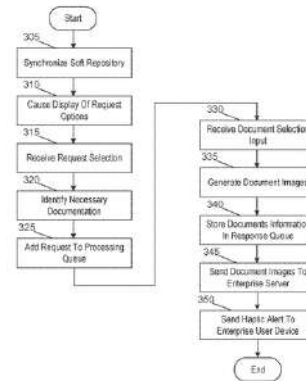 Start
305
Synchronize Soft Repository
310
Cause Display Of Request
Options
315
Receive Request Selection
320
Identify Necessary
Documentation
325
Add Request To Processing
Queue
330
Receive Document Selection
Input
335
Generate Document Images
340
Store Documents Information
In Response Queue
345
Send Document Images To
Enterprise Server
350
Send Haptic Alert To
Enterprise User Device
End